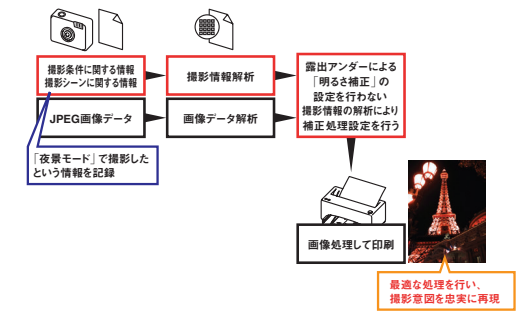 撮影条件に関する情報
撮影シーンに関する情報
撮影情報解析
露出アンダーによる
「明るさ補正」の
設定を行わない
撮影情報の解析により
補正処理設定を行う
JPEG画像データ
画像データ解析
「夜景モード」で撮影した
という情報を記録
画像処理して印刷
最適な処理を行い、
撮影意図を忠実に再現